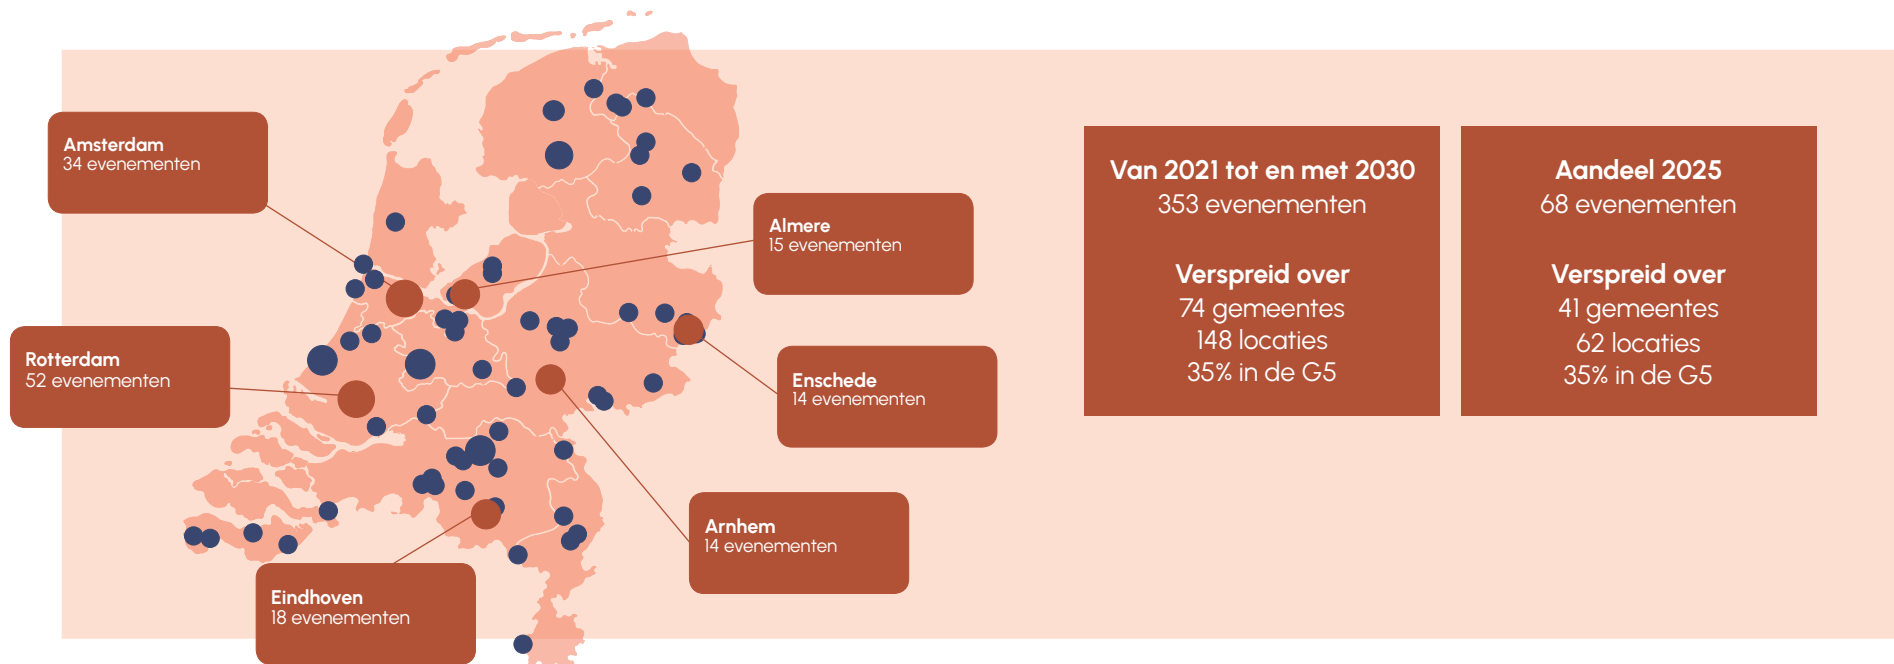 Amsterdam
34 evenementen
Almere
15 evenementen
Rotterdam
52 evenementen
Enschede
14 evenementen
Arnhem
14 evenementen
Eindhoven
18 evenementen
Van 2021 tot en met 2030
353 evenementen
Verspreid over
74 gemeentes
148 locaties
35% in de G5
Aandeel 2025
68 evenementen
Verspreid over
41 gemeentes
62 locaties
35% in de G5